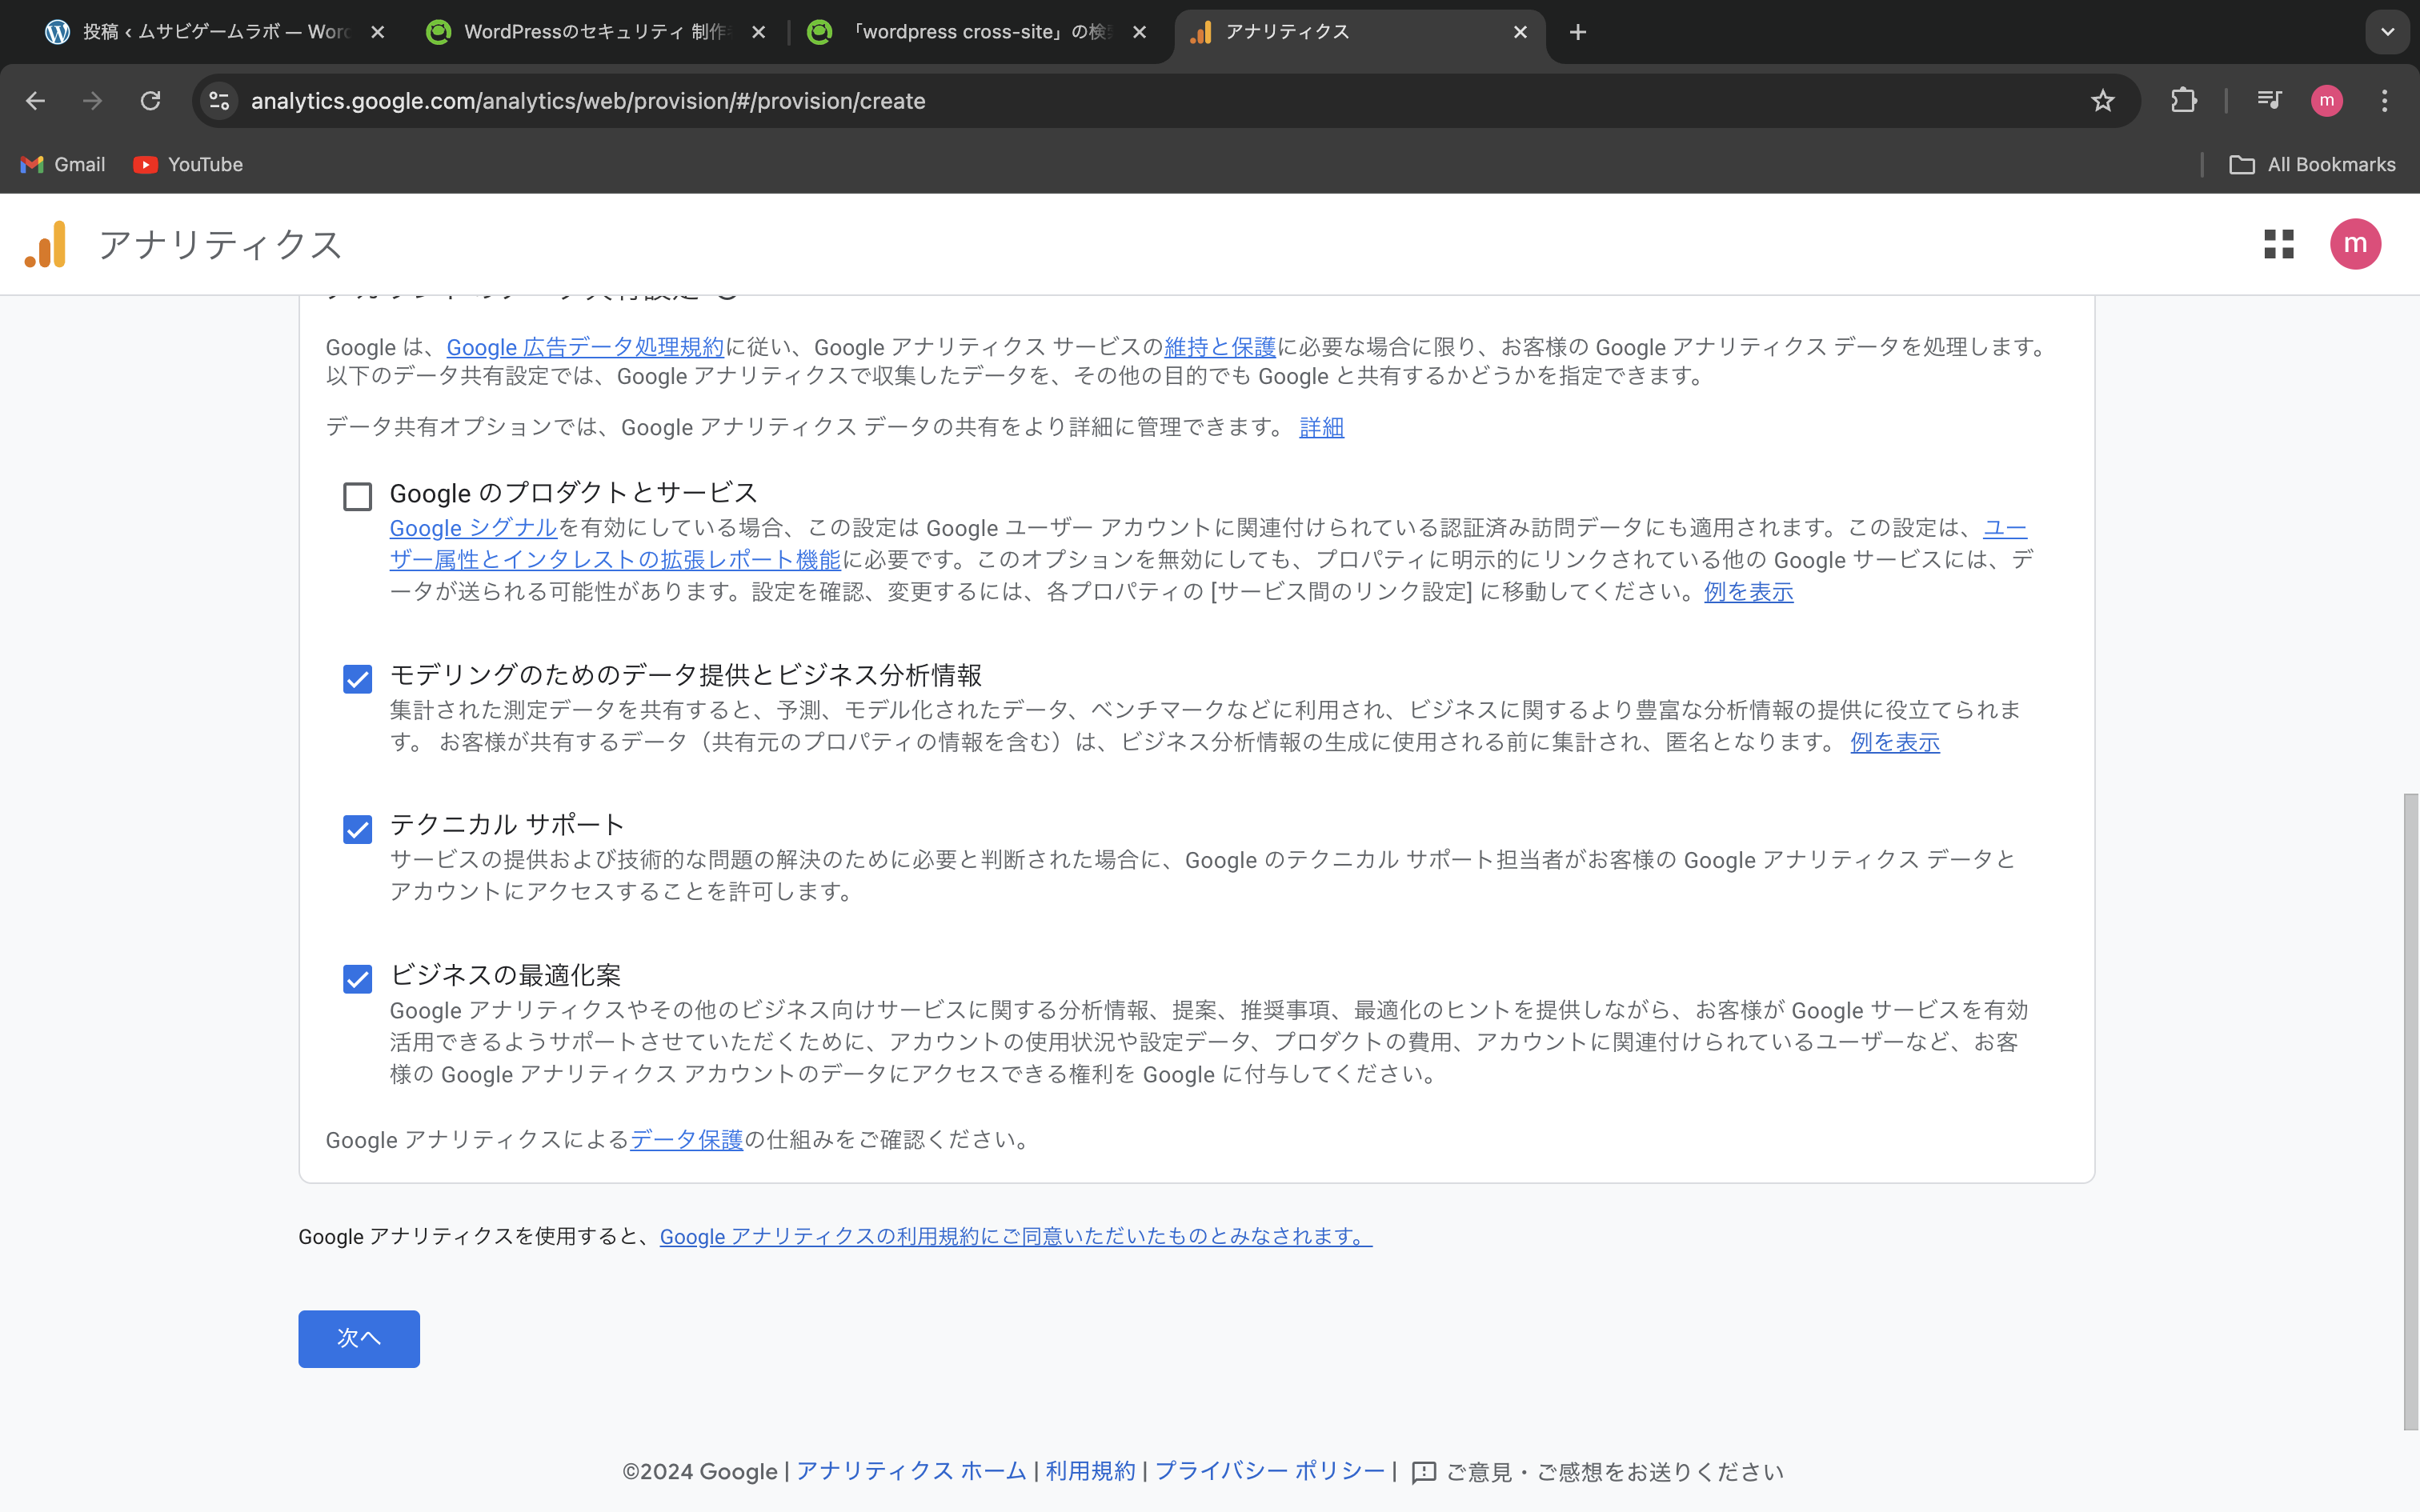 投稿 ‹ ムサビゲームラボ — Wor
WordPressのセキュリティ 制作
「wordpress cross-site」の検
アナリティクス
analytics.google.com/analytics/web/provision/#/provision/create
m
Gmail
YouTube
All Bookmarks
アナリティクス
m
アカウントのデータ共有設定
Google は、Google 広告データ処理規約に従い、Google アナリティクス サービスの維持と保護に必要な場合に限り、お客様の Google アナリティクス データを処理します。
以下のデータ共有設定では、Google アナリティクスで収集したデータを、その他の目的でも Google と共有するかどうかを指定できます。
データ共有オプションでは、Google アナリティクス データの共有をより詳細に管理できます。 詳細
Google のプロダクトとサービス
Google シグナルを有効にしている場合、この設定は Google ユーザー アカウントに関連付けられている認証済み訪問データにも適用されます。この設定は、ユー
ザー属性とインタレストの拡張レポート機能に必要です。このオプションを無効にしても、プロパティに明示的にリンクされている他の Google サービスには、デ
ータが送られる可能性があります。設定を確認、変更するには、各プロパティの [サービス間のリンク設定] に移動してください。例を表示
モデリングのためのデータ提供とビジネス分析情報
集計された測定データを共有すると、予測、モデル化されたデータ、ベンチマークなどに利用され、ビジネスに関するより豊富な分析情報の提供に役立てられま
す。 お客様が共有するデータ（共有元のプロパティの情報を含む）は、ビジネス分析情報の生成に使用される前に集計され、匿名となります。 例を表示
テクニカル サポート
サービスの提供および技術的な問題の解決のために必要と判断された場合に、Google のテクニカル サポート担当者がお客様の Google アナリティクス データと
アカウントにアクセスすることを許可します。
ビジネスの最適化案
Google アナリティクスやその他のビジネス向けサービスに関する分析情報、提案、推奨事項、最適化のヒントを提供しながら、お客様が Google サービスを有効
活用できるようサポートさせていただくために、アカウントの使用状況や設定データ、プロダクトの費用、アカウントに関連付けられているユーザーなど、お客
様の Google アナリティクス アカウントのデータにアクセスできる権利を Google に付与してください。
Google アナリティクスによるデータ保護の仕組みをご確認ください。
Google アナリティクスを使用すると、Google アナリティクスの利用規約にご同意いただいたものとみなされます。
次へ
©2024 Google | アナリティクス ホーム | 利用規約 | プライバシー ポリシー | ご意見・ご感想をお送りください